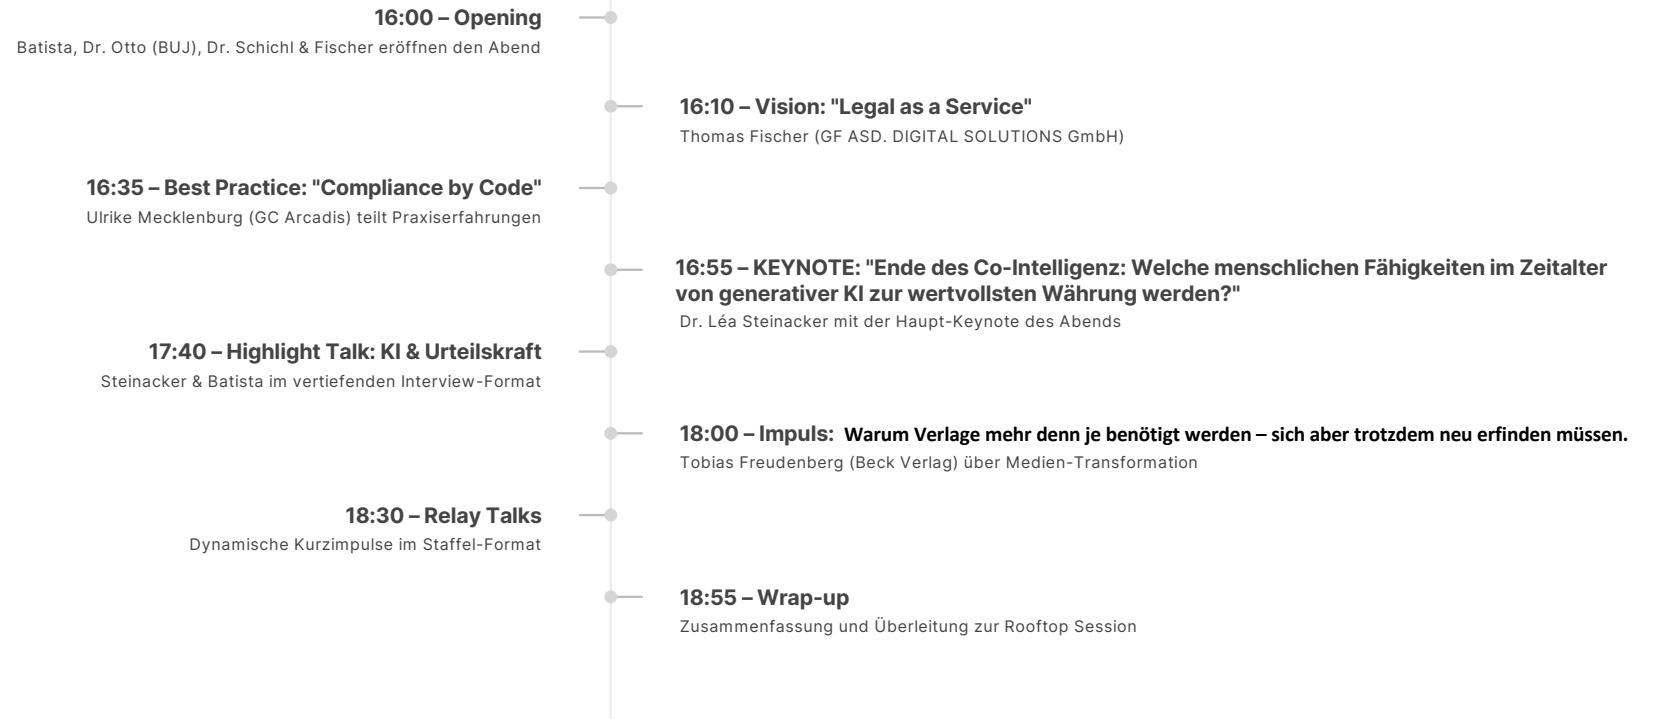 16:00 – Opening
Batista, Dr. Otto (BUJ), Dr. Schichl & Fischer eröffnen den Abend
16:10 – Vision: "Legal as a Service"
Thomas Fischer (GF ASD. DIGITAL SOLUTIONS GmbH)
16:35 – Best Practice: "Compliance by Code"
Ulrike Mecklenburg (GC Arcadis) teilt Praxiserfahrungen
16:55 – KEYNOTE: "Ende des Co-Intelligenz: Welche menschlichen Fähigkeiten im Zeitalter
von generativer KI zur wertvollsten Währung werden?"
Dr. Léa Steinacker mit der Haupt-Keynote des Abends
17:40 – Highlight Talk: KI & Urteilskraft
Steinacker & Batista im vertiefenden Interview-Format
18:00 – Impuls: Warum Verlage mehr denn je benötigt werden – sich aber trotzdem neu erfinden müssen.
Tobias Freudenberg (Beck Verlag) über Medien-Transformation
18:30 – Relay Talks
Dynamische Kurzimpulse im Staffel-Format
18:55 – Wrap-up
Zusammenfassung und Überleitung zur Rooftop Session